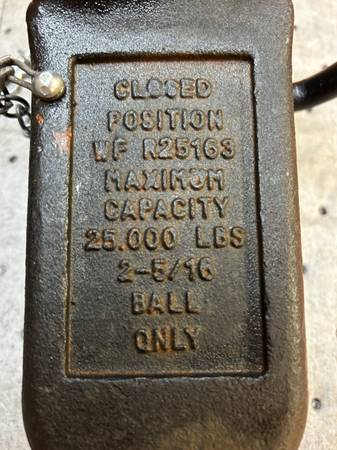 CLOSED
POSITION
WF R25163
MAXIMUM
CAPACITY
25.000 LBS
2-5/16
BALL
ONLY